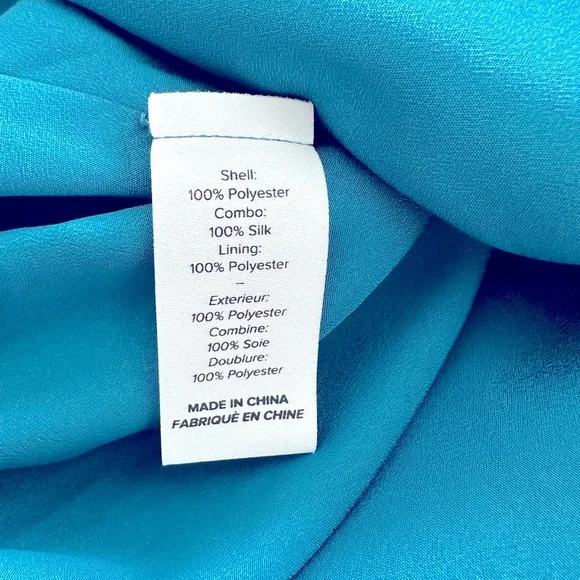 Shell:
100% Polyester
Combo:
100% Silk
Lining:
100% Polyester
–
Exterieur:
100% Polyester
Combine:
100% Soie
Doublure:
100% Polyester
MADE IN CHINA
FABRIQUÈ EN CHINE